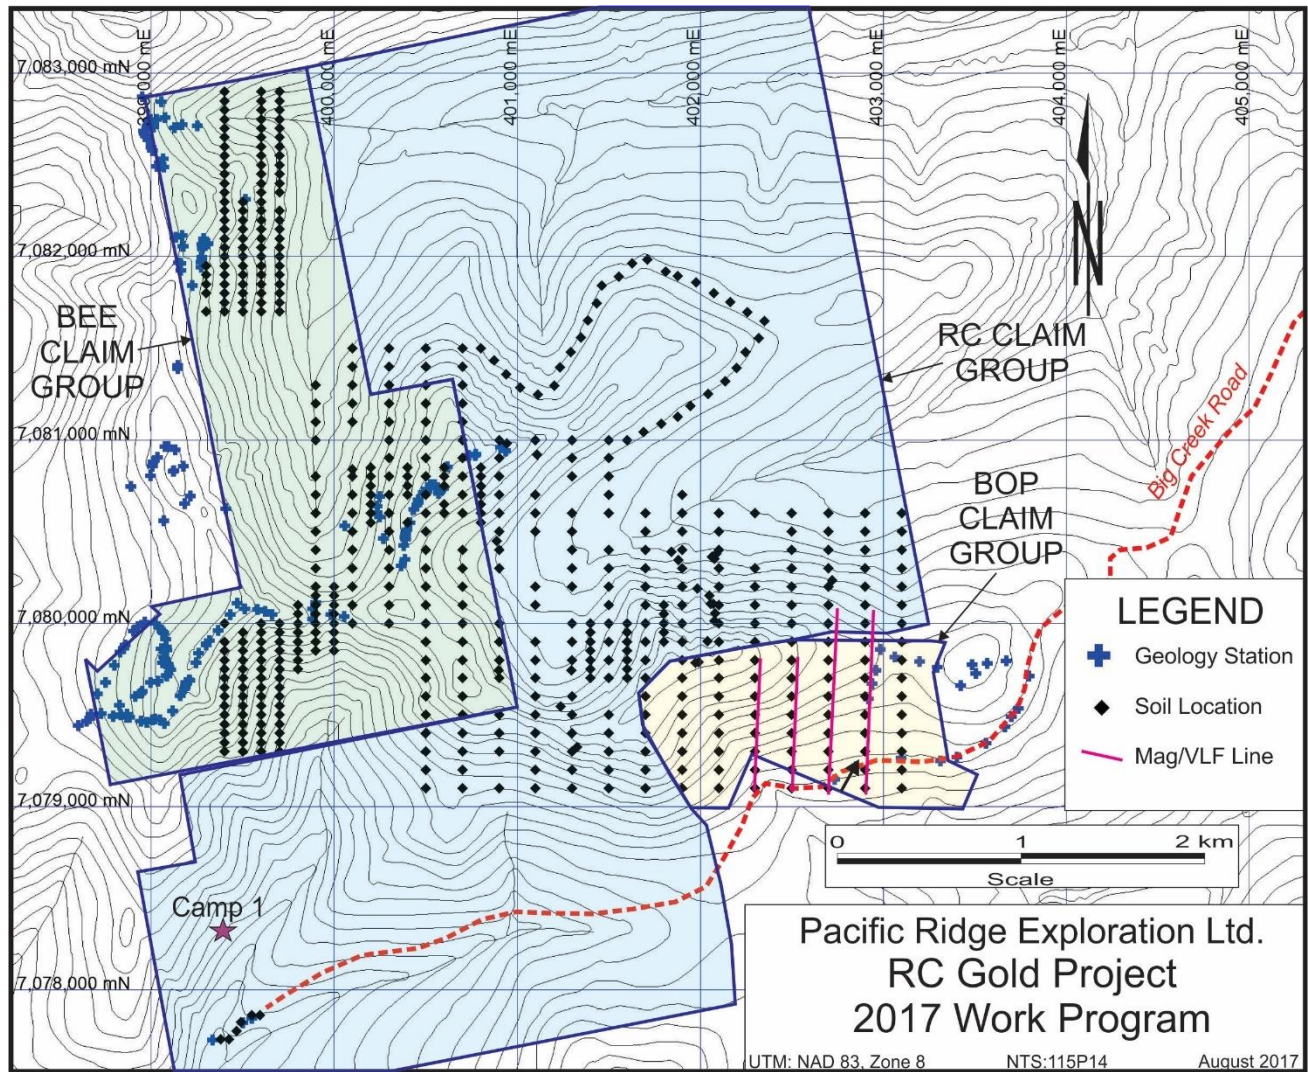 399,000 mE
400,000 mE
401,000 mE
402,000 mE
403,000 mE
404,000 mE
405,000 mE
7,083,000 mN
7,082,000 mN
BEE
CLAIM
GROUP
RC CLAIM
GROUP
7,081,000 mN
Big Creek Road
BOP
CLAIM
GROUP
7,080,000 mN
LEGEND
Geology Station
Soil Location
Mag/VLF Line
7,079,000 mN
0 1 2 km
Scale
Camp 1
7,078,000 mN
N
Pacific Ridge Exploration Ltd.
RC Gold Project
2017 Work Program
UTM: NAD 83, Zone 8 NTS:115P14 August 2017